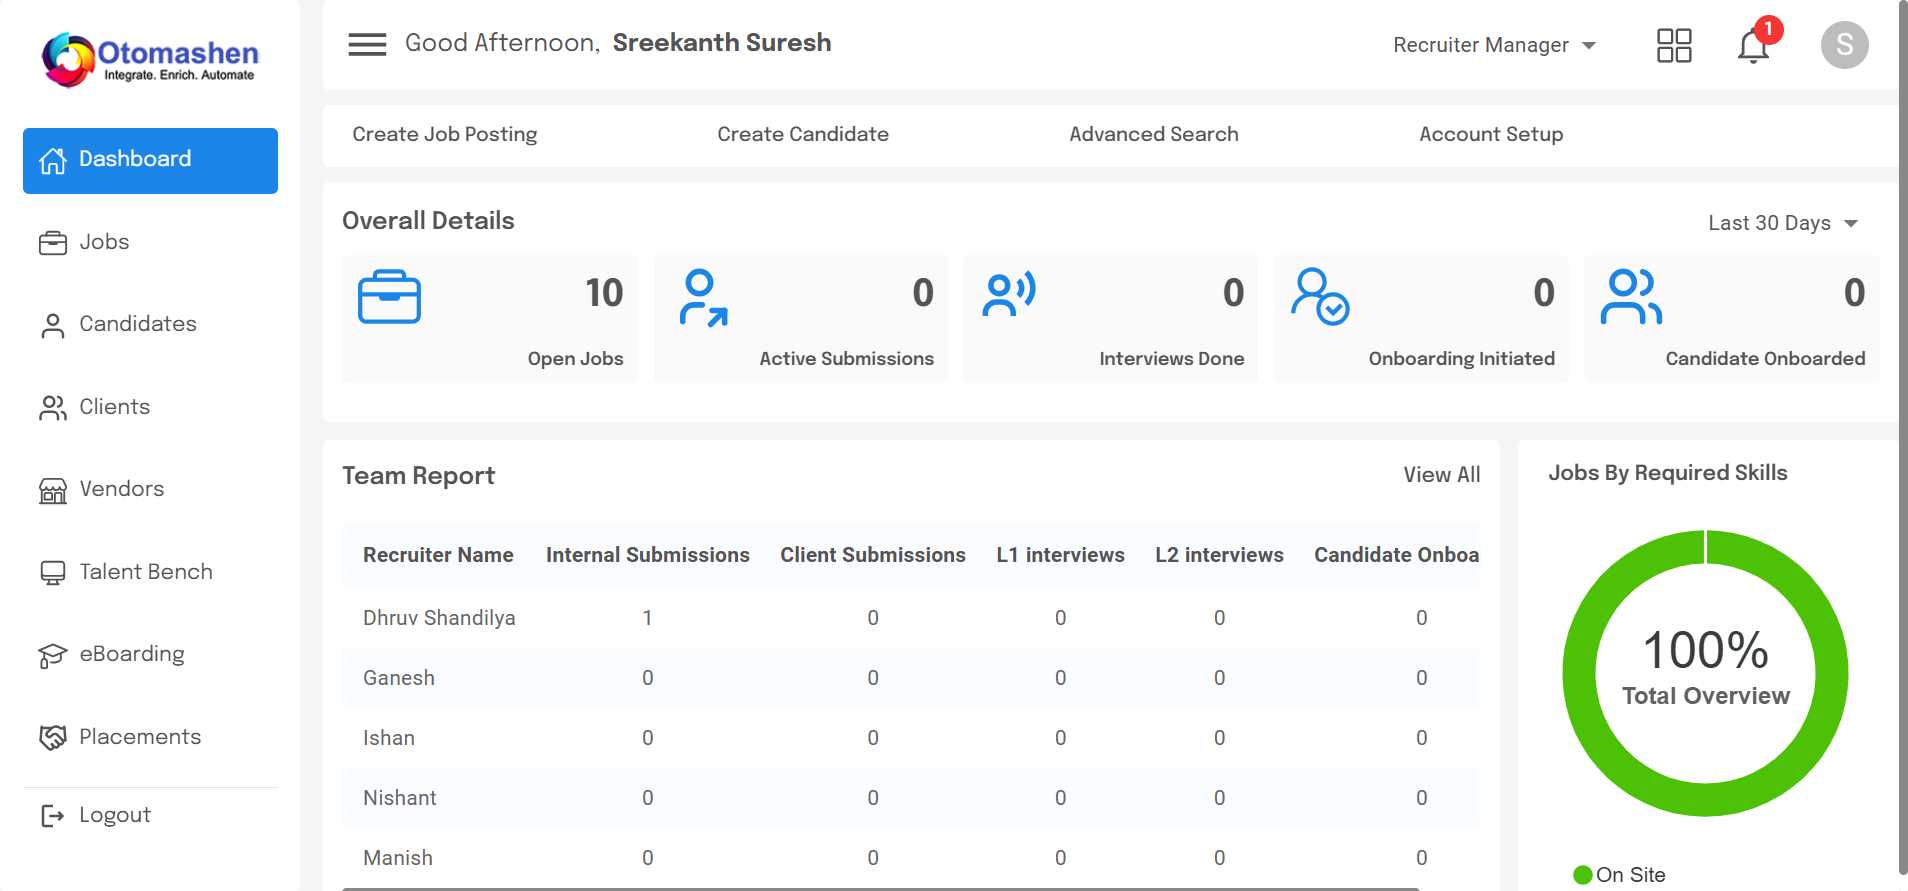 Otomashen
Integrate. Enrich. Automate
Dashboard
Jobs
Candidates
Clients
Vendors
Talent Bench
eBoarding
Placements
Logout
Good Afternoon, Sreekanth Suresh
Recruiter Manager
1
S
Create Job Posting
Create Candidate
Advanced Search
Account Setup
Overall Details
Last 30 Days
10
Open Jobs
0
Active Submissions
0
Interviews Done
0
Onboarding Initiated
0
Candidate Onboarded
Team Report
View All
Recruiter Name Internal Submissions Client Submissions L1 interviews L2 interviews Candidate Onboa
Dhruv Shandilya 1 0 0 0 0
Ganesh 0 0 0 0 0
Ishan 0 0 0 0 0
Nishant 0 0 0 0 0
Manish 0 0 0 0 0
Jobs By Required Skills
100%
Total Overview
On Site